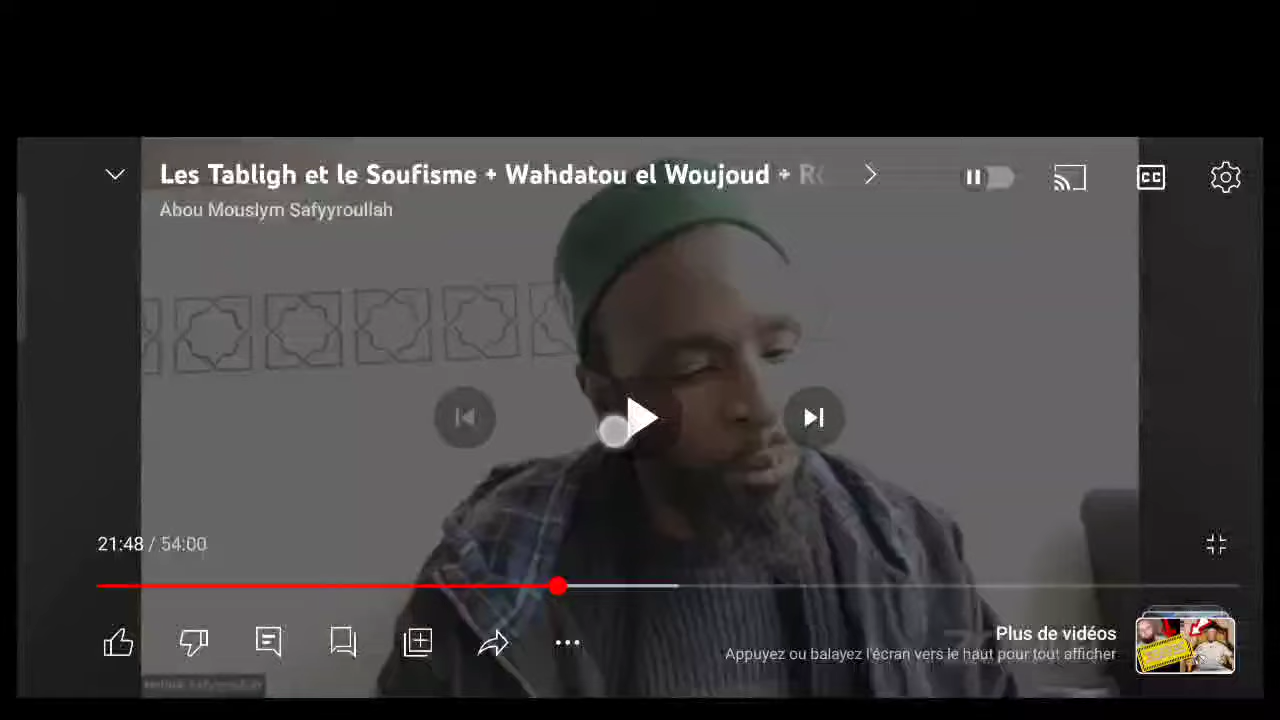 Les Tabligh et le Soufisme + Wahdatou el Woujoud +
Abou Mouslym Safyyroullah
CC
21:48 / 54:00
Plus de vidéos
Appuyez ou balayez l'écran vers le haut pour tout afficher